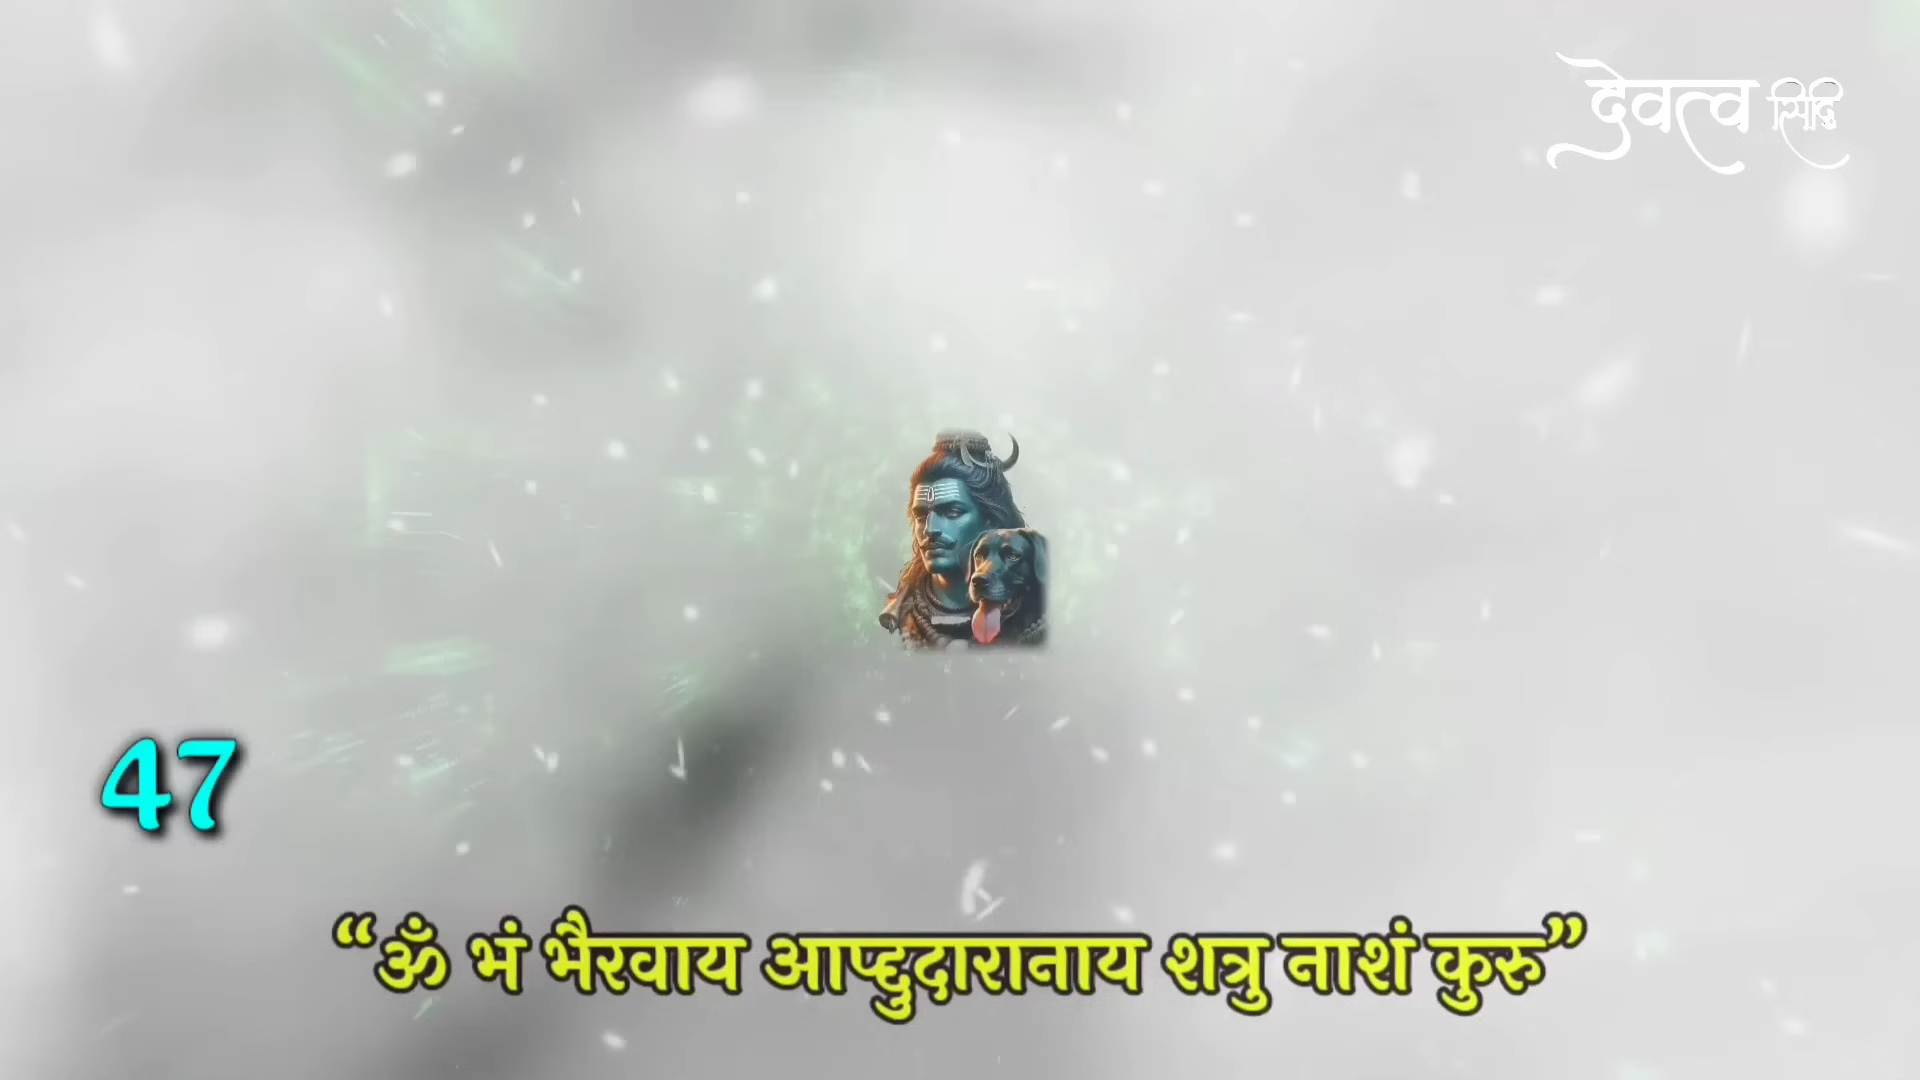 देवत्व सिद्धि
47
“ॐ भं भैरवाय आप्द्दुदारानाय शत्रु नाशं कुरु”